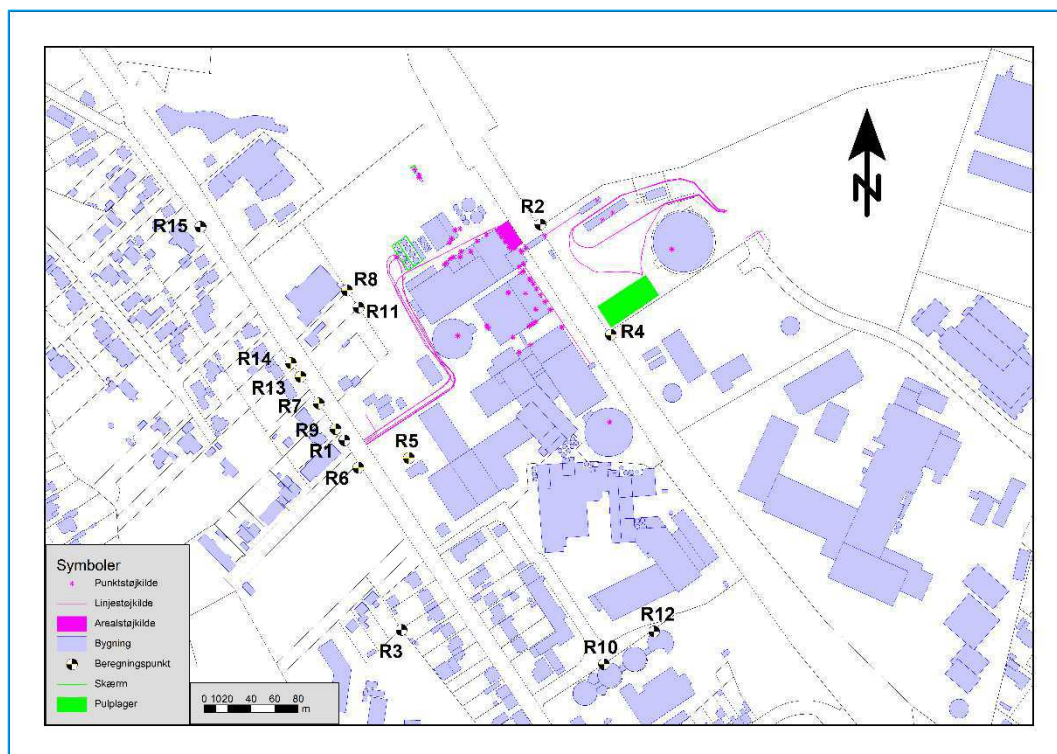 N
R2
R15
R8
R11
R4
R14
R13
R7
R9
R1
R5
R6
R12
R3
R10
Symboler
Punktstøjkilde
Linjestøjkilde
Arealstøjkilde
Bygning
Beregningspunkt
Skærm
Pulplager
0 1020 40 60 80
m